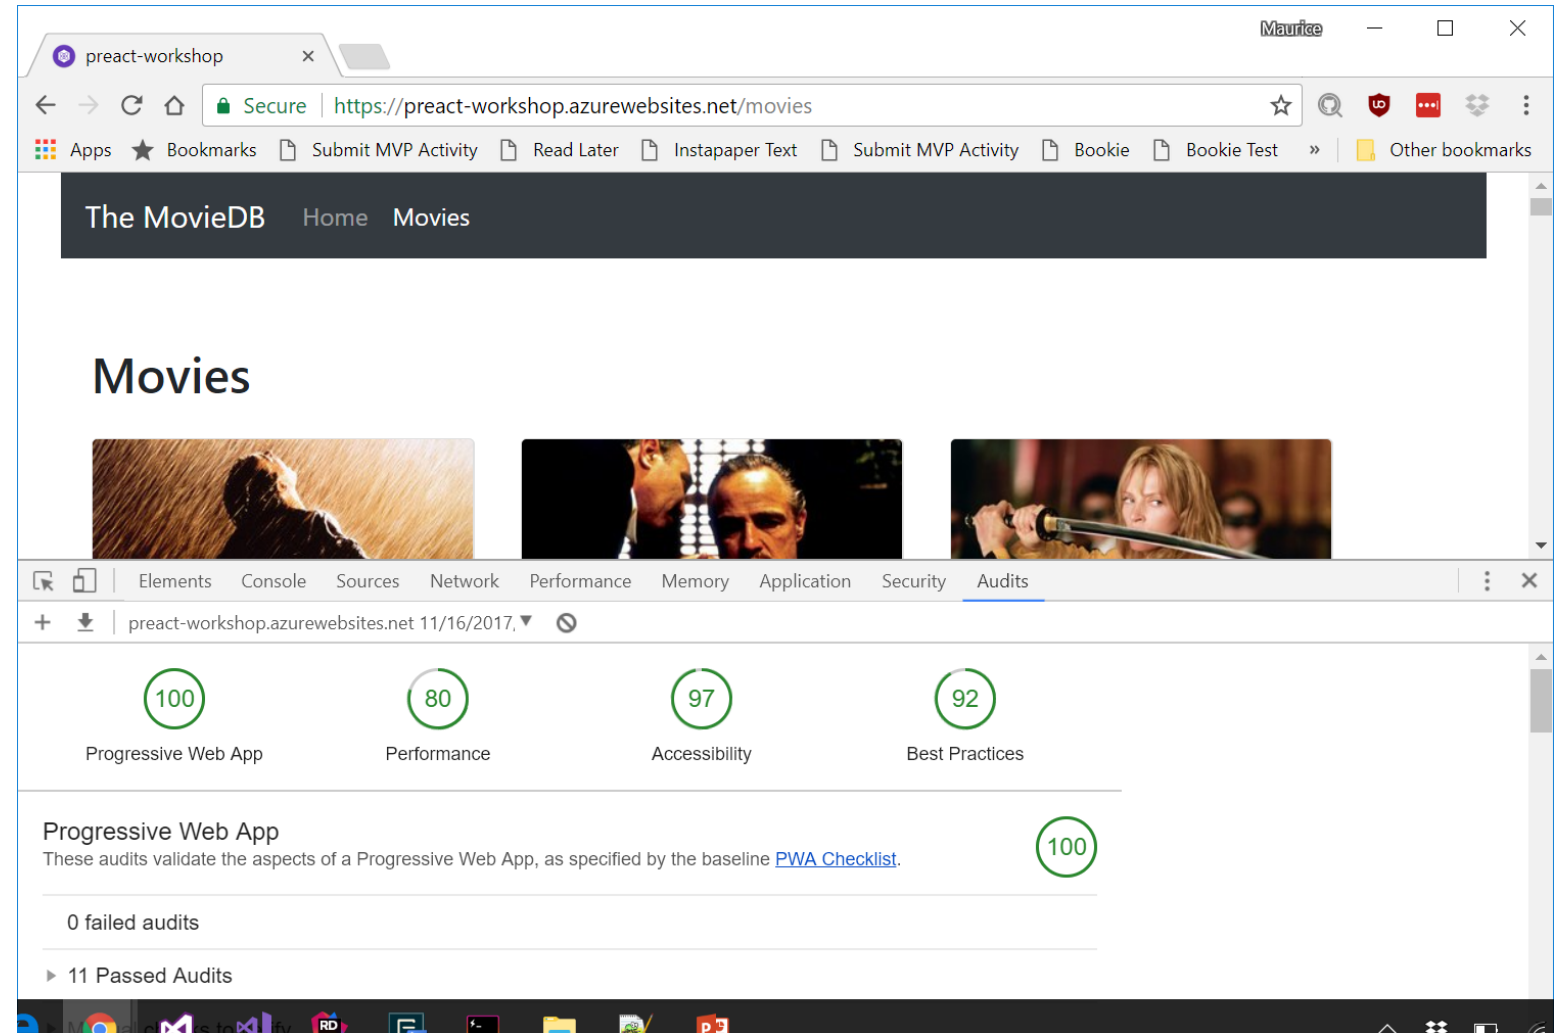 Maurice
preact-workshop
Secure https://preact-workshop.azurewebsites.net/movies
Apps Bookmarks Submit MVP Activity Read Later Instapaper Text Submit MVP Activity Bookie Bookie Test » Other bookmarks
The MovieDB Home Movies
Movies
Elements Console Sources Network Performance Memory Application Security Audits
preact-workshop.azurewebsites.net 11/16/2017,
100 80 97 92
Progressive Web App Performance Accessibility Best Practices
Progressive Web App
These audits validate the aspects of a Progressive Web App, as specified by the baseline PWA Checklist.
100
0 failed audits
11 Passed Audits
RD